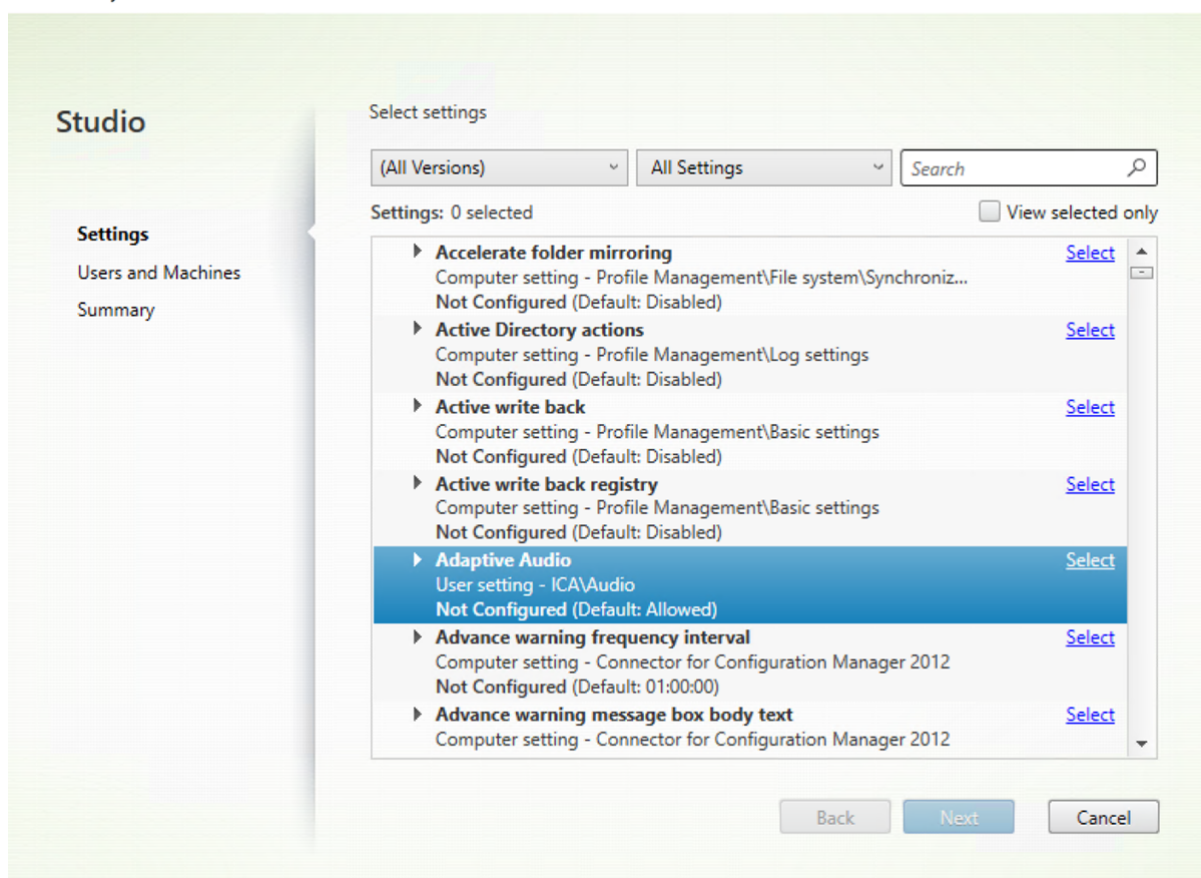 Studio
Settings
Users and Machines
Summary
Select settings
(All Versions)
All Settings
Search
Settings: 0 selected
View selected only
Accelerate folder mirroring
Select
Computer setting - Profile Management\File system\Synchroniz...
Not Configured (Default: Disabled)
Active Directory actions
Select
Computer setting - Profile Management\Log settings
Not Configured (Default: Disabled)
Active write back
Select
Computer setting - Profile Management\Basic settings
Not Configured (Default: Disabled)
Active write back registry
Select
Computer setting - Profile Management\Basic settings
Not Configured (Default: Disabled)
Adaptive Audio
Select
User setting - ICA\Audio
Not Configured (Default: Allowed)
Advance warning frequency interval
Select
Computer setting - Connector for Configuration Manager 2012
Not Configured (Default: 01:00:00)
Advance warning message box body text
Select
Computer setting - Connector for Configuration Manager 2012
Back
Next
Cancel